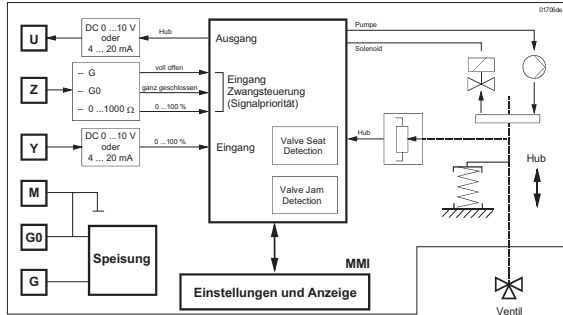 01706de
U
DC 0 ...10 V
oder
4 ... 20 mA
Hub
Ausgang
Pumpe
Solenoid
Z
– G
– G0
– 0 ...1000 Ω
voll offen
ganz geschlossen
0 ...100 %
Eingang
Zwangsteuerung
(Signalpriorität)
Y
DC 0 ...10 V
oder
4 ... 20 mA
0 ...100 %
Eingang
Valve Seat
Detection
Valve Jam
Detection
Hub
Hub
M
G0
G
Speisung
MMI
Einstellungen und Anzeige
Ventil